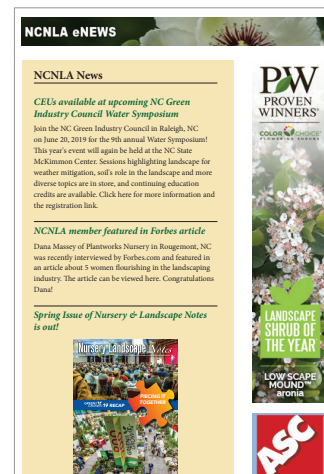 NCNLA eNEWS
NCNLA News
CEUs available at upcoming NC Green
Industry Council Water Symposium
Join the NC Green Industry Council in Raleigh, NC
on June 20, 2019 for the 9th annual Water Symposium!
This year's event will again be held at the NC State
McKimmon Center. Sessions highlighting landscape for
weather mitigation, soil's role in the landscape and more
diverse topics are in store, and continuing education
credits are available. Click here for more information and
the registration link.
NCNLA member featured in Forbes article
Dana Massey of Plantworks Nursery in Rougemont, NC
was recently interviewed by Forbes.com and featured in
an article about 5 women flourishing in the landscaping
industry. The article can be viewed here. Congratulations
Dana!
Spring Issue of Nursery & Landscape Notes
is out!
Nursery Landscape Notes
PIECING IT
TOGETHER
19 RECAP
PW
PROVEN
WINNERS®
COLOR CHOICE®
FLOWERING SHRUBS
LANDSCAPE
SHRUB OF
THE YEAR
LOW SCAPE
MOUND™
aronia
ASC